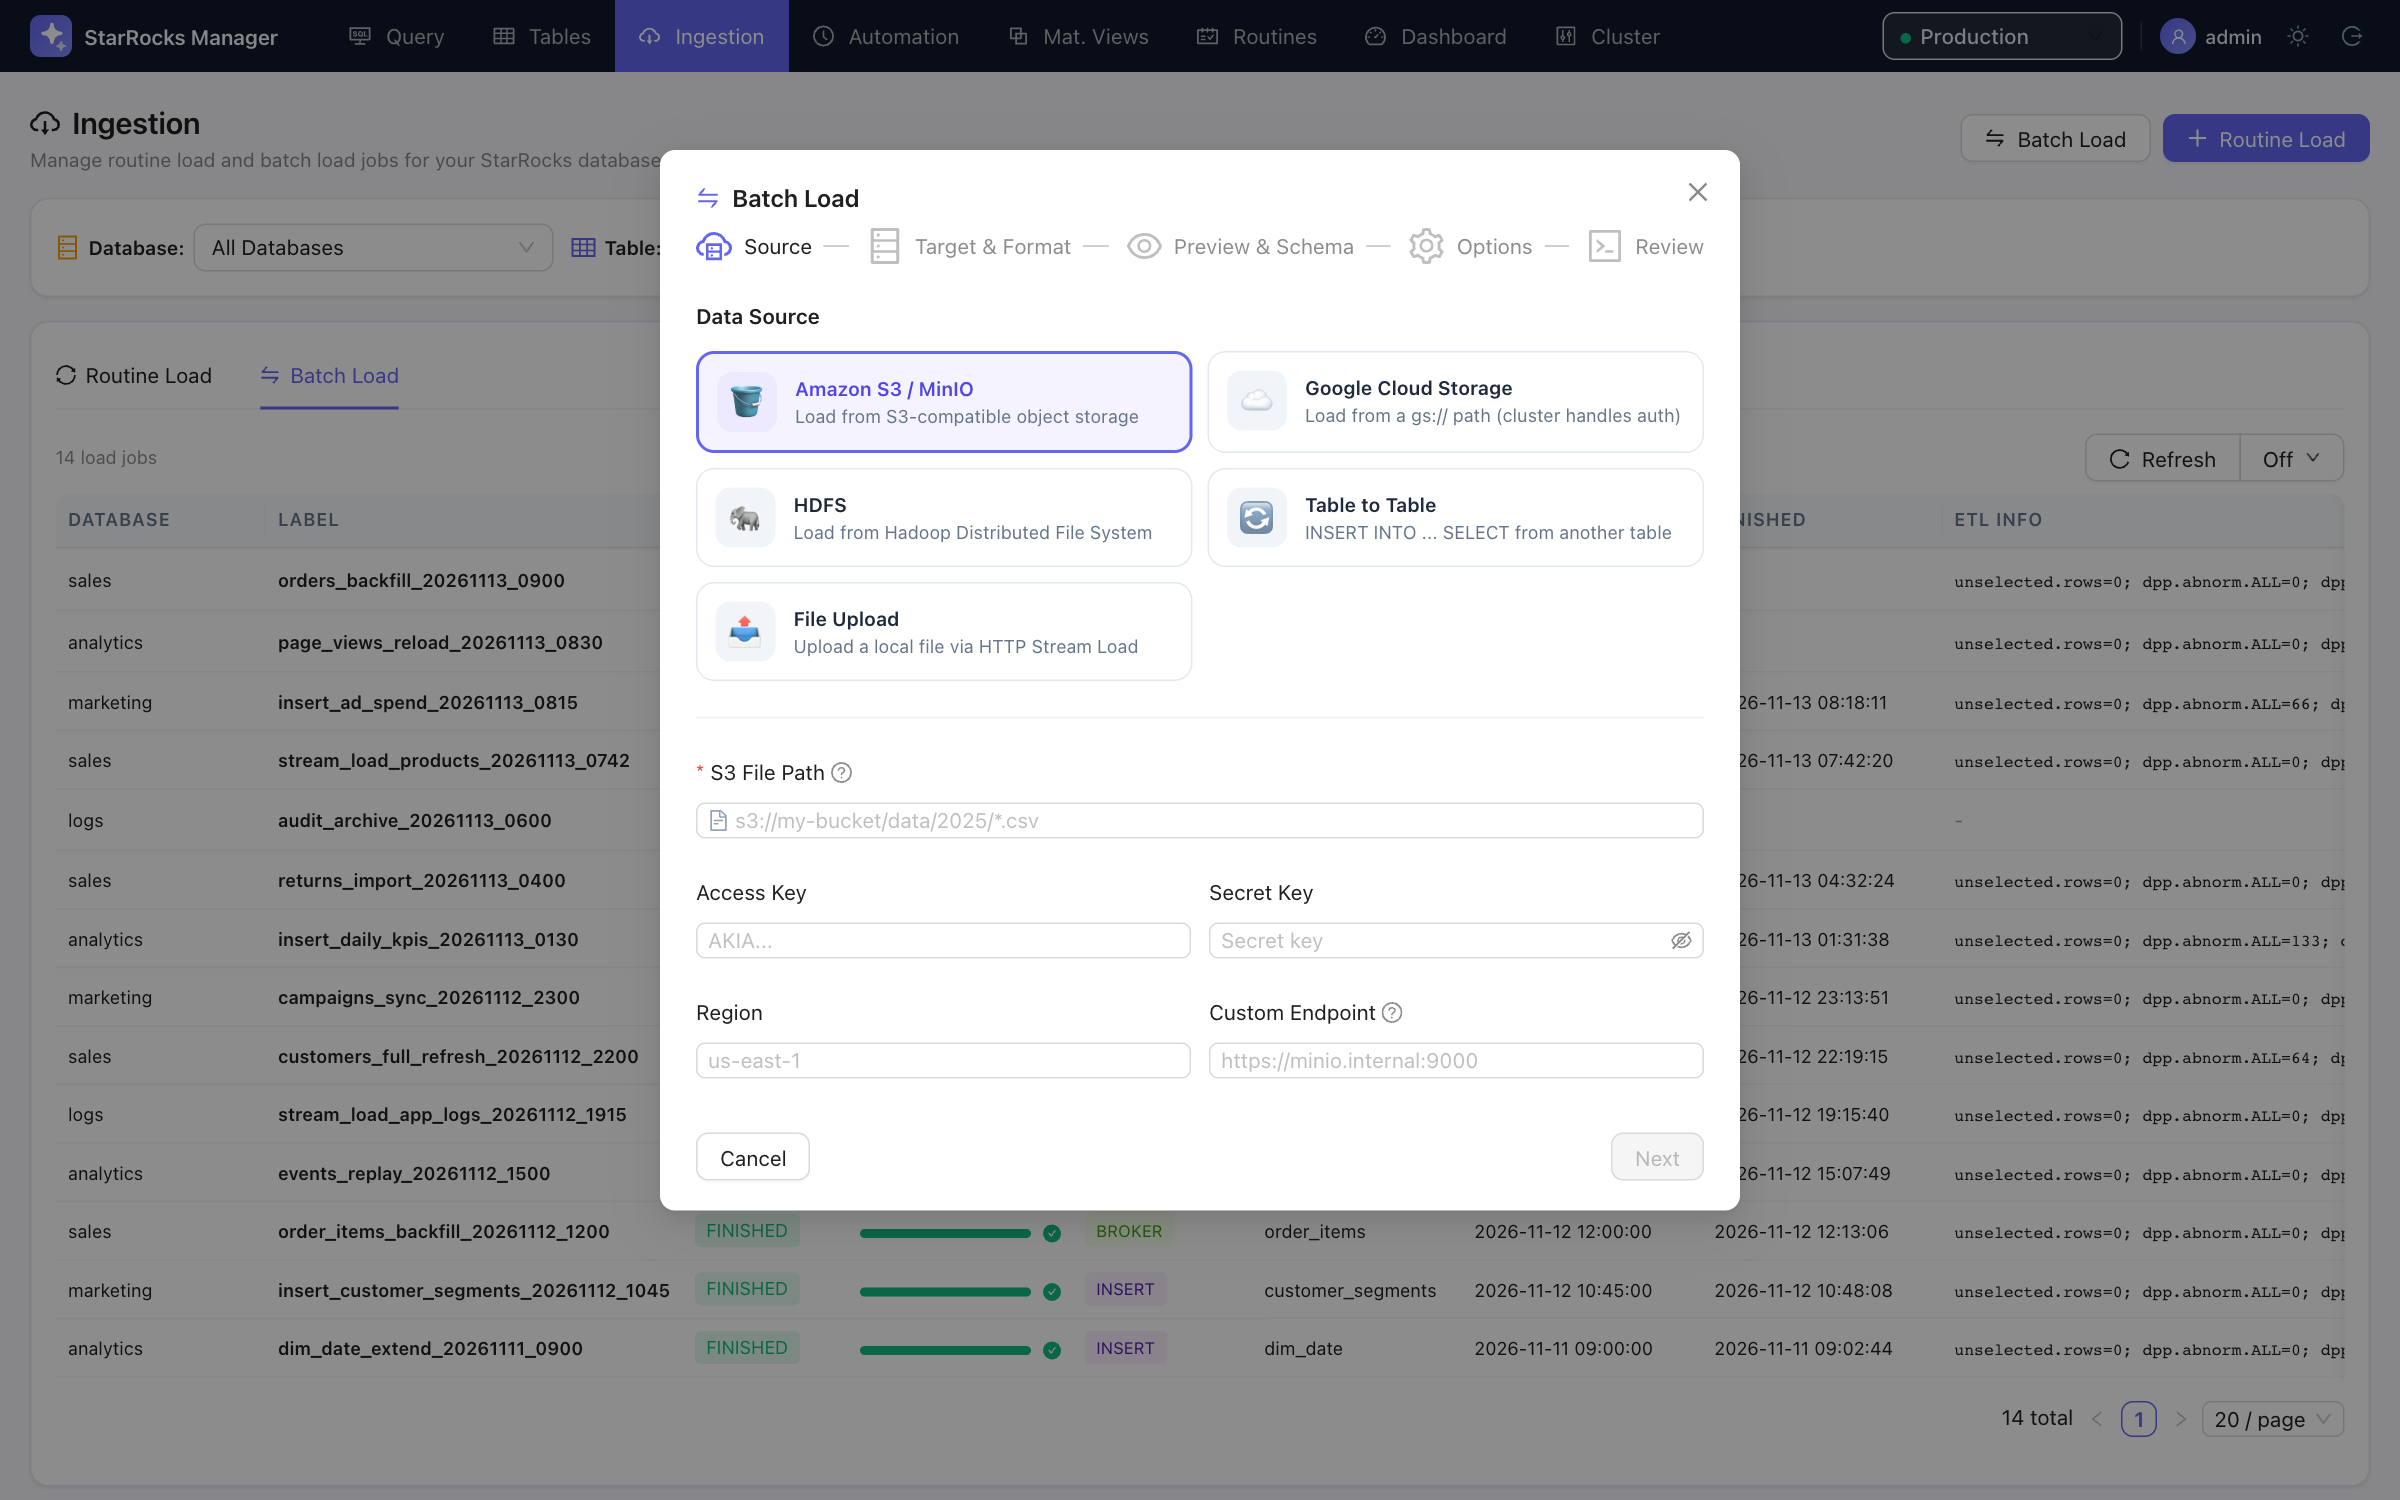 StarRocks Manager
Query
Tables
Ingestion
Automation
Mat. Views
Routines
Dashboard
Cluster
Production
admin
Ingestion
Manage routine load and batch load jobs for your StarRocks database
Batch Load
Routine Load
Database:
All Databases
Table:
Routine Load
Batch Load
14 load jobs
Refresh
Off
DATABASE LABEL ETL INFO
sales orders_backfill_20261113_0900 unselected.rows=0; dpp.abnorm.ALL=0;
analytics page_views_reload_20261113_0830 unselected.rows=0; dpp.abnorm.ALL=0;
marketing insert_ad_spend_20261113_0815 26-11-13 08:18:11 unselected.rows=0; dpp.abnorm.ALL=66;
sales stream_load_products_20261113_0742 26-11-13 07:42:20 unselected.rows=0; dpp.abnorm.ALL=0;
logs audit_archive_20261113_0600 -
sales returns_import_20261113_0400 26-11-13 04:32:24 unselected.rows=0; dpp.abnorm.ALL=0;
analytics insert_daily_kpis_20261113_0130 26-11-13 01:31:38 unselected.rows=0; dpp.abnorm.ALL=133;
marketing campaigns_sync_20261112_2300 26-11-12 23:13:51 unselected.rows=0; dpp.abnorm.ALL=0;
sales customers_full_refresh_20261112_2200 26-11-12 22:19:15 unselected.rows=0; dpp.abnorm.ALL=64;
logs stream_load_app_logs_20261112_1915 26-11-12 19:15:40 unselected.rows=0; dpp.abnorm.ALL=0;
analytics events_replay_20261112_1500 26-11-12 15:07:49 unselected.rows=0; dpp.abnorm.ALL=0;
sales order_items_backfill_20261112_1200 FINISHED BROKER order_items 2026-11-12 12:00:00 2026-11-12 12:13:06 unselected.rows=0; dpp.abnorm.ALL=0;
marketing insert_customer_segments_20261112_1045 FINISHED INSERT customer_segments 2026-11-12 10:45:00 2026-11-12 10:48:08 unselected.rows=0; dpp.abnorm.ALL=0;
analytics dim_date_extend_20261111_0900 FINISHED INSERT dim_date 2026-11-11 09:00:00 2026-11-11 09:02:44 unselected.rows=0; dpp.abnorm.ALL=0;
14 total
1
20 / page
Batch Load
Source
Target & Format
Preview & Schema
Options
Review
Data Source
Amazon S3 / MinIO
Load from S3-compatible object storage
Google Cloud Storage
Load from a gs:// path (cluster handles auth)
HDFS
Load from Hadoop Distributed File System
Table to Table
INSERT INTO ... SELECT from another table
File Upload
Upload a local file via HTTP Stream Load
* S3 File Path
s3://my-bucket/data/2025/*.csv
Access Key
Secret Key
AKIA...
Secret key
Region
Custom Endpoint
us-east-1
https://minio.internal:9000
Cancel
Next